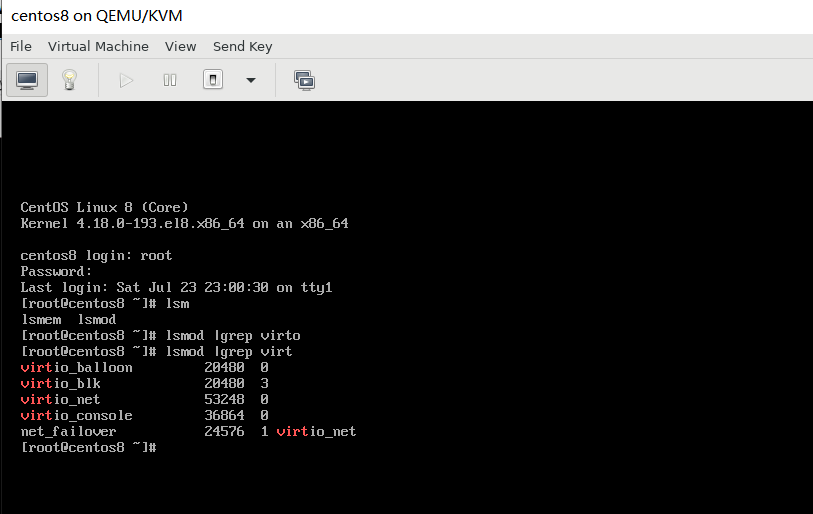 centos8 on QEMU/KVM
File Virtual Machine View Send Key
CentOS Linux 8 (Core)
Kernel 4.18.0-193.el8.x86_64 on an x86_64
centos8 login: root
Password:
Last login: Sat Jul 23 23:00:30 on tty1
[root@centos8 ~]# lsm
lsmem  lsmod
[root@centos8 ~]# lsmod |grep virto
[root@centos8 ~]# lsmod |grep virt
virtio_balloon         20480  0
virtio_blk             20480  3
virtio_net             53248  0
virtio_console         36864  0
net_failover           24576  1 virtio_net
[root@centos8 ~]#